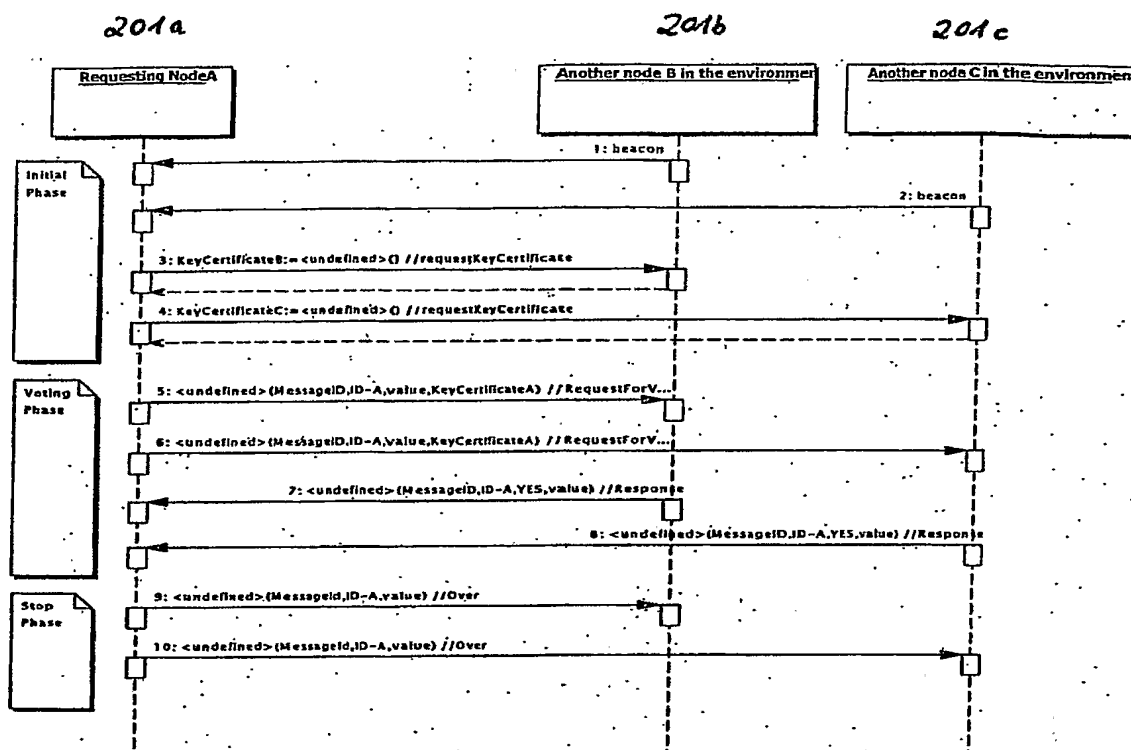 201a
201b
201c
Requesting NodeA
Another node B in the environmen
Another node C in the environmen
1: beacon
Initial
Phase
2: beacon
3: KeyCertificateB:=<undefined>() //requestKeyCertificate
4: KeyCertificateC:=<undefined>() //requestKeyCertificate
Voting
Phase
5: <undefined>(MessageID,ID-A,value,KeyCertificateA) //RequestForV...
6: <undefined>(MessageID,ID-A,value,KeyCertificateA) //RequestForV...
7: <undefined>(MessageID,ID-A,YES,value) //Response
8: <undefined>(MessageID,ID-A,YES,value) //Response
Stop
Phase
9: <undefined>(MessageId,ID-A,value) //Over
10: <undefined>(MessageId,ID-A,value) //Over